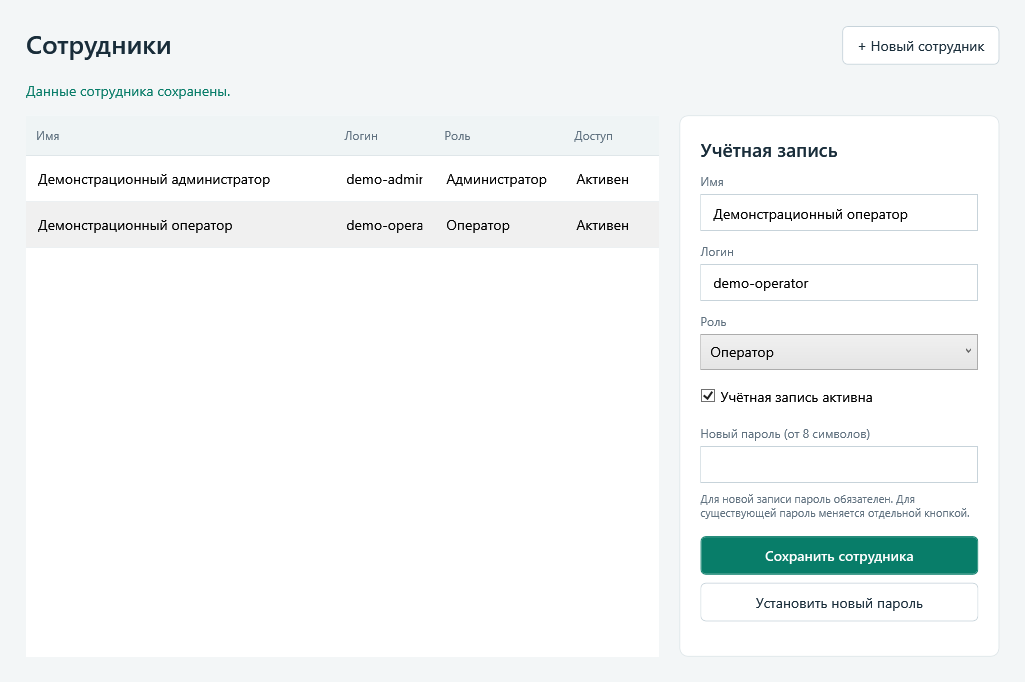 Сотрудники
+ Новый сотрудник
Данные сотрудника сохранены.
Имя Логин Роль Доступ
Демонстрационный администратор demo-admir Администратор Активен
Демонстрационный оператор demo-opera Оператор Активен
Учётная запись
Имя
Демонстрационный оператор
Логин
demo-operator
Роль
Оператор
Учётная запись активна
Новый пароль (от 8 символов)
Для новой записи пароль обязателен. Для
существующей пароль меняется отдельной кнопкой.
Сохранить сотрудника
Установить новый пароль